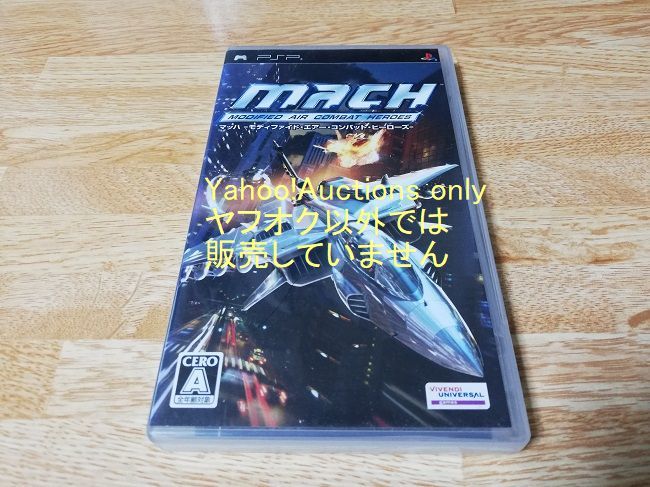 PSP
MACH
MODIFIED AIR COMBAT HEROES
マッハ -モディファイド・エアー・コンバット・ヒーローズ-
Yahoo!Auctions only
ヤフオク以外では
販売していません
CERO
A
全年齢対象
VIVENDI
UNIVERSAL
games